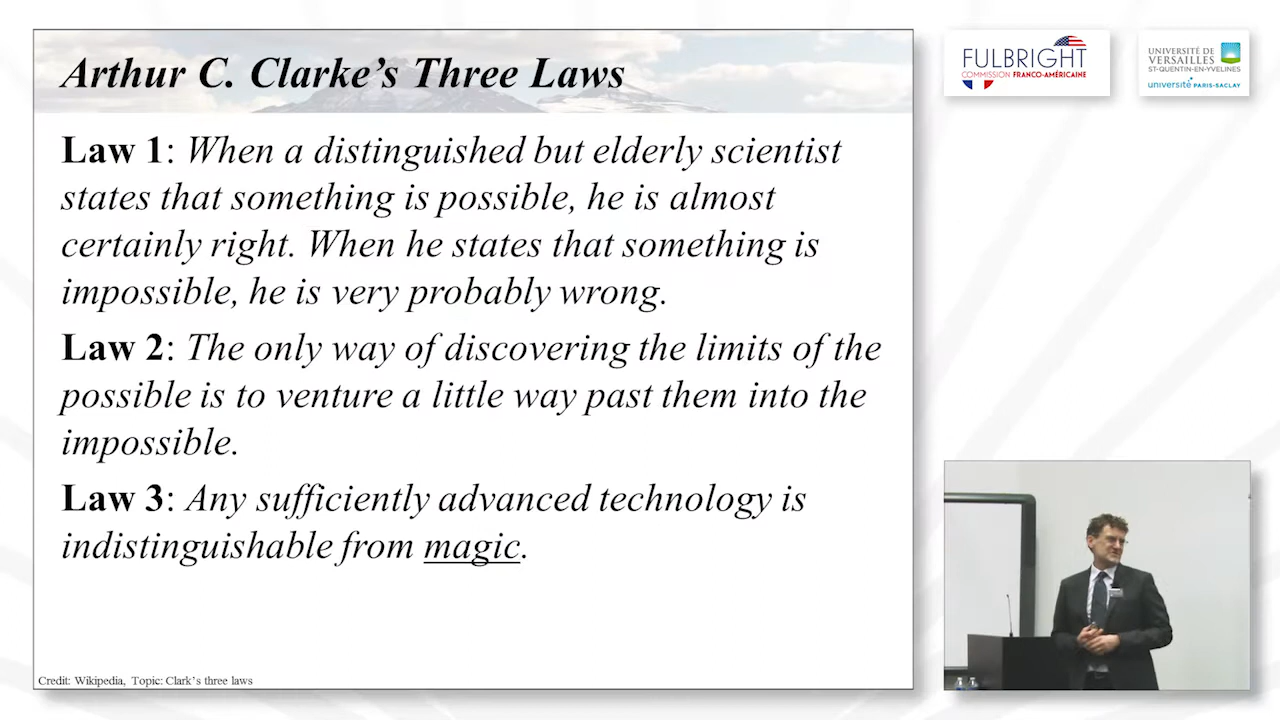 Arthur C. Clarke’s Three Laws
Law 1: When a distinguished but elderly scientist
states that something is possible, he is almost
certainly right. When he states that something is
impossible, he is very probably wrong.
Law 2: The only way of discovering the limits of the
possible is to venture a little way past them into the
impossible.
Law 3: Any sufficiently advanced technology is
indistinguishable from magic.
Credit: Wikipedia, Topic: Clark’s three laws
FULBRIGHT
COMMISSION FRANCO-AMÉRICAINE
UNIVERSITÉ DE
VERSAILLES
ST-QUENTIN-EN-YVELINES
université PARIS-SACLAY